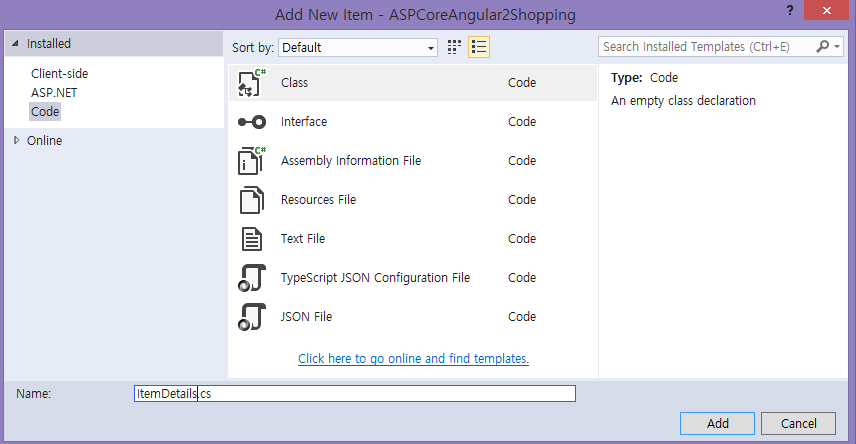 Add New Item - ASPCoreAngular2Shopping
? ×
Installed
Client-side
ASP.NET
Code
Online
Sort by: Default
Search Installed Templates (Ctrl+E)
C# Class Code
Interface Code
C# Assembly Information File Code
Resources File Code
Text File Code
TypeScript JSON Configuration File Code
JSON File Code
Click here to go online and find templates.
Type: Code
An empty class declaration
Name: ItemDetails.cs
Add Cancel